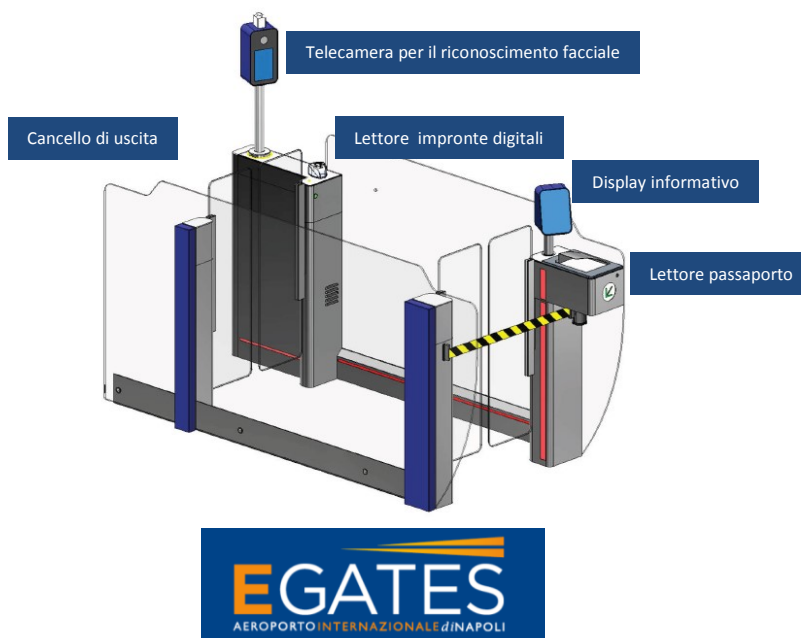 Telecamera per il riconoscimento facciale
Cancello di uscita
Lettore impronte digitali
Display informativo
Lettore passaporto
EGATES
AEROPORTOINTERNAZIONALEdiNAPOLI